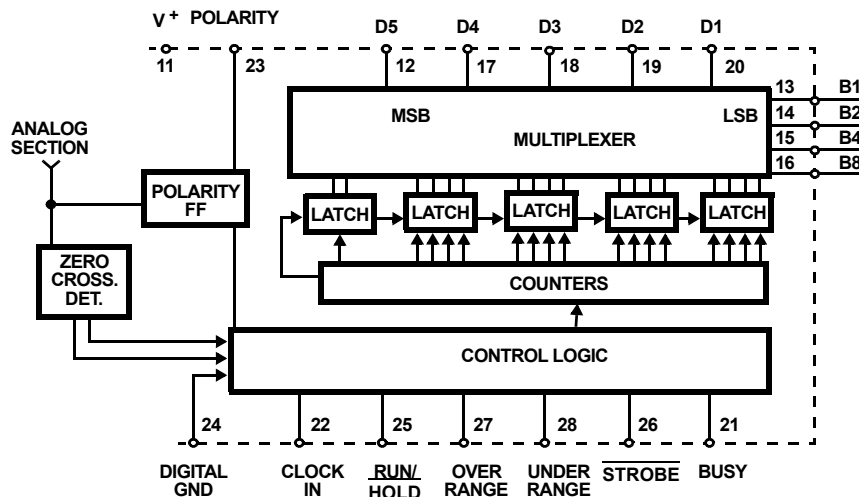 V+ POLARITY D5 D4 D3 D2 D1
11 23 12 17 18 19 20
13 B1
MSB LSB 14 B2
MULTIPLEXER 15 B4
16 B8
ANALOG
SECTION
POLARITY
FF
LATCH LATCH LATCH LATCH LATCH
ZERO
CROSS.
DET.
COUNTERS
CONTROL LOGIC
24 22 25 27 28 26 21
DIGITAL
GND
CLOCK
IN
RUN/
HOLD
OVER
RANGE
UNDER
RANGE
STROBE
BUSY